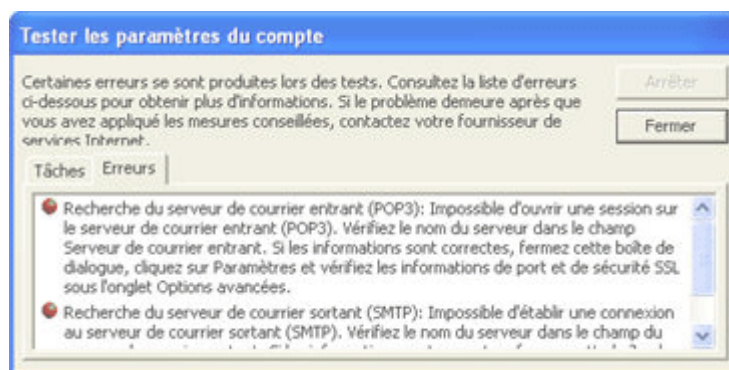 Tester les paramètres du compte
Certaines erreurs se sont produites lors des tests. Consultez la liste d'erreurs
ci-dessous pour obtenir plus d'informations. Si le problème demeure après que
vous avez appliqué les mesures conseillées, contactez votre fournisseur de
services Internet.
Arrêter
Fermer
Tâches Erreurs
Recherche du serveur de courrier entrant (POP3): Impossible d'ouvrir une session sur
le serveur de courrier entrant (POP3). Vérifiez le nom du serveur dans le champ
Serveur de courrier entrant. Si les informations sont correctes, fermez cette boîte de
dialogue, cliquez sur Paramètres et vérifiez les informations de port et de sécurité SSL
sous l'onglet Options avancées.
Recherche du serveur de courrier sortant (SMTP): Impossible d'établir une connexion
au serveur de courrier sortant (SMTP). Vérifiez le nom du serveur dans le champ du